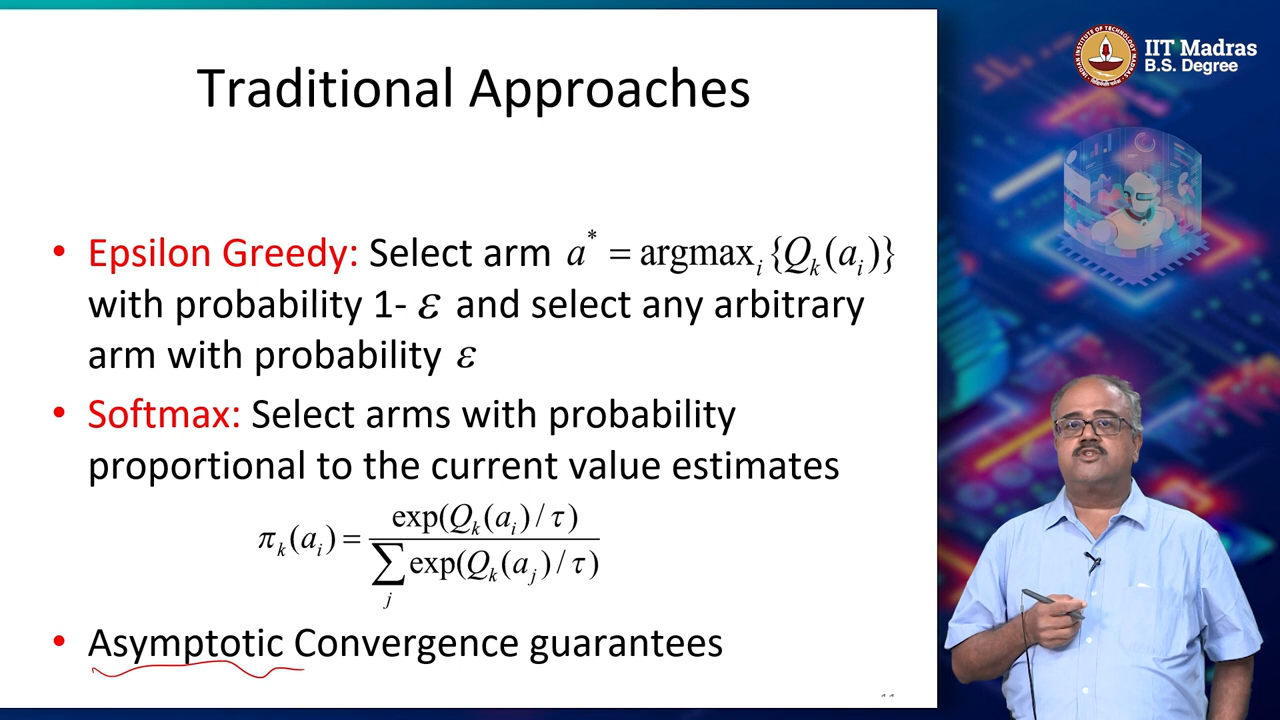 IIT Madras
B.S. Degree
Traditional Approaches
• Epsilon Greedy: Select arm a* = argmax_i {Q_k(a_i)}
with probability 1- ε and select any arbitrary
arm with probability ε
• Softmax: Select arms with probability
proportional to the current value estimates
π_k(a_i) = exp(Q_k(a_i) / τ) / ∑_j exp(Q_k(a_j) / τ)
• Asymptotic Convergence guarantees